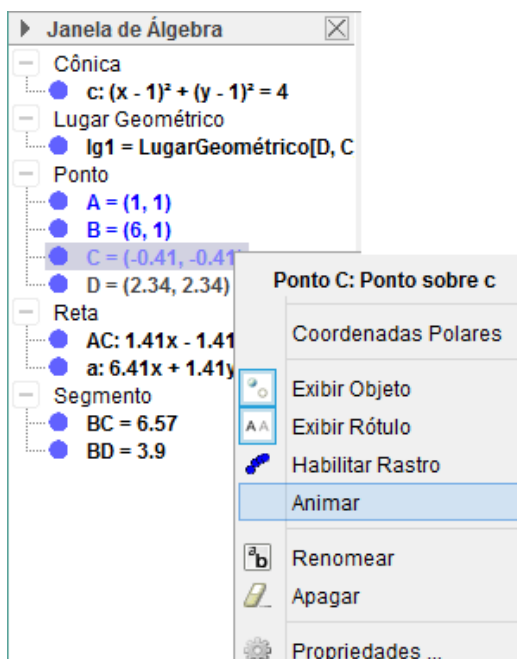 Janela de Álgebra
Cônica
c: (x - 1)² + (y - 1)² = 4
Lugar Geométrico
lg1 = LugarGeométrico[D, C
Ponto
A = (1, 1)
B = (6, 1)
C = (-0.41, -0.41)
D = (2.34, 2.34)
Reta
AC: 1.41x - 1.41
a: 6.41x + 1.41y
Segmento
BC = 6.57
BD = 3.9
Ponto C: Ponto sobre c
Coordenadas Polares
Exibir Objeto
AA Exibir Rótulo
Habilitar Rastro
Animar
ab Renomear
Apagar
Propriedades ...